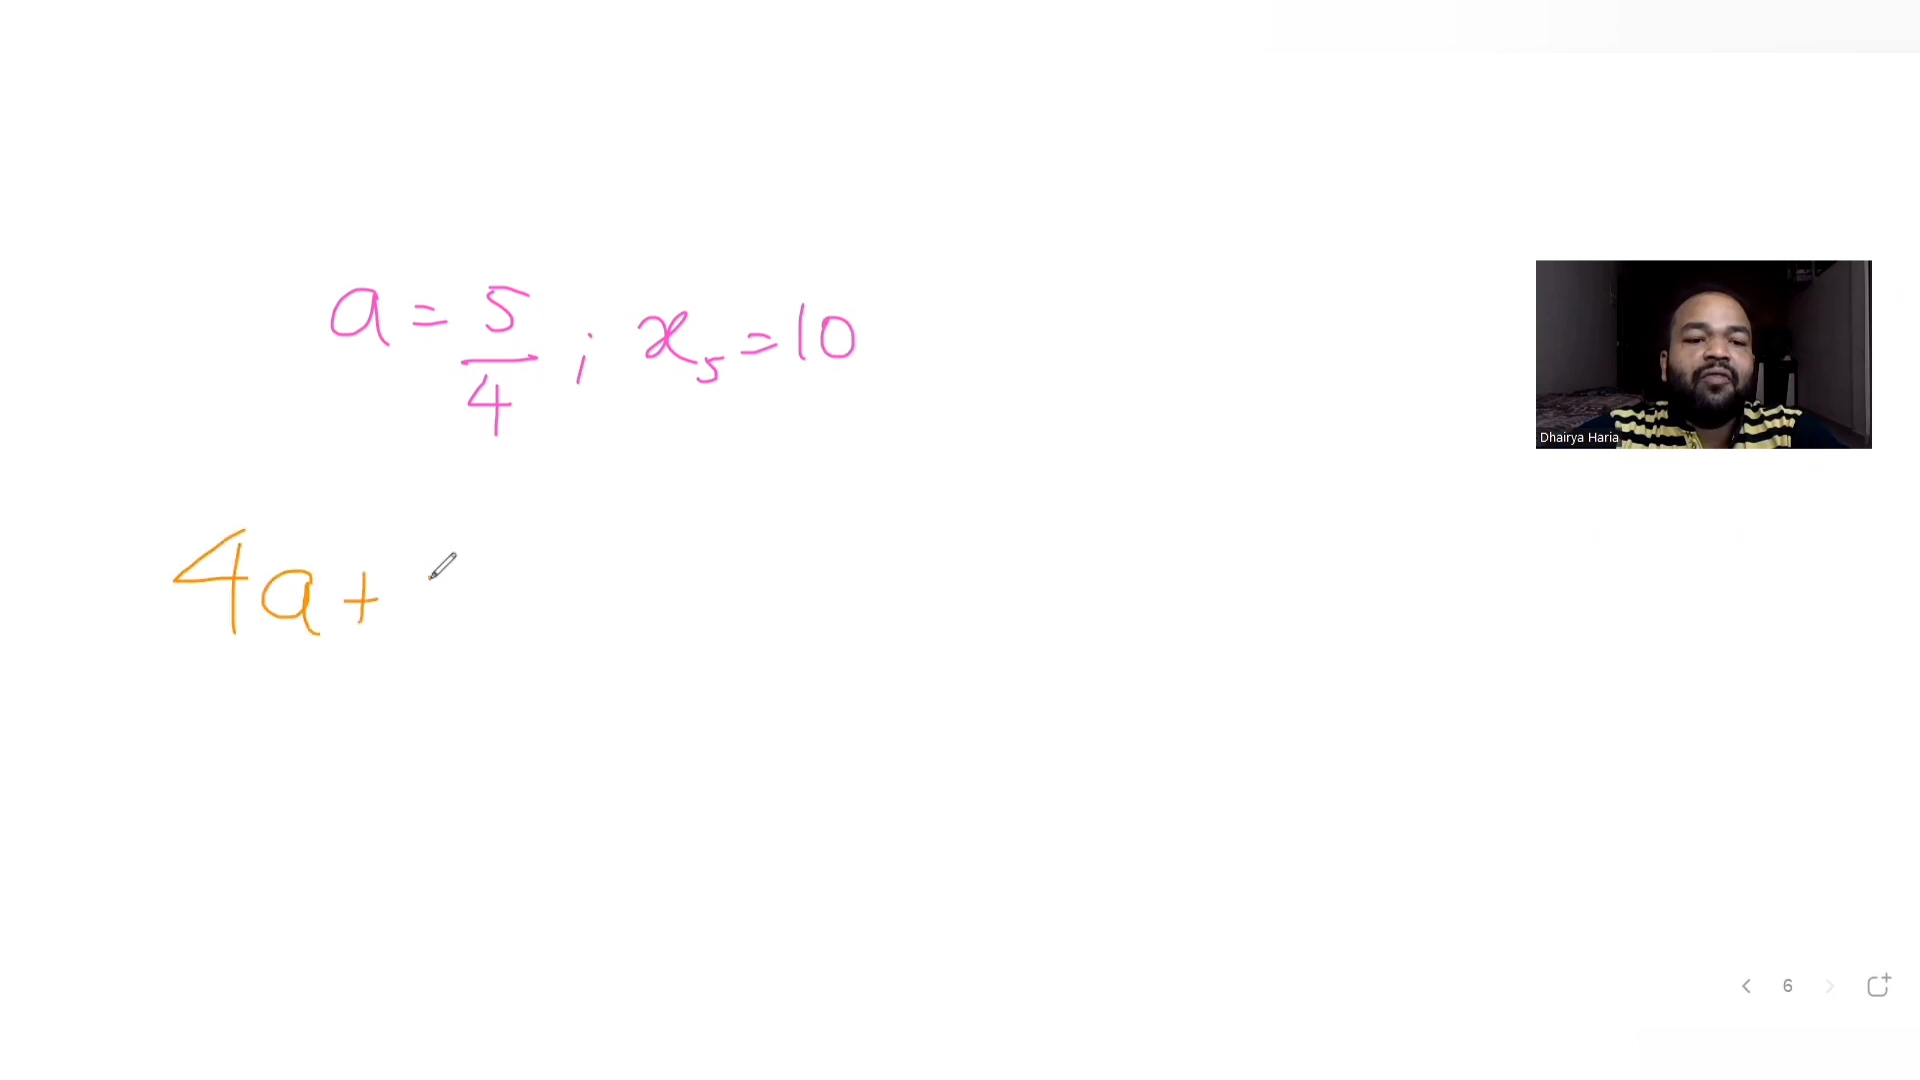 a = 5/4 ; x₅ = 10
Dhairya Haria
4a +
6